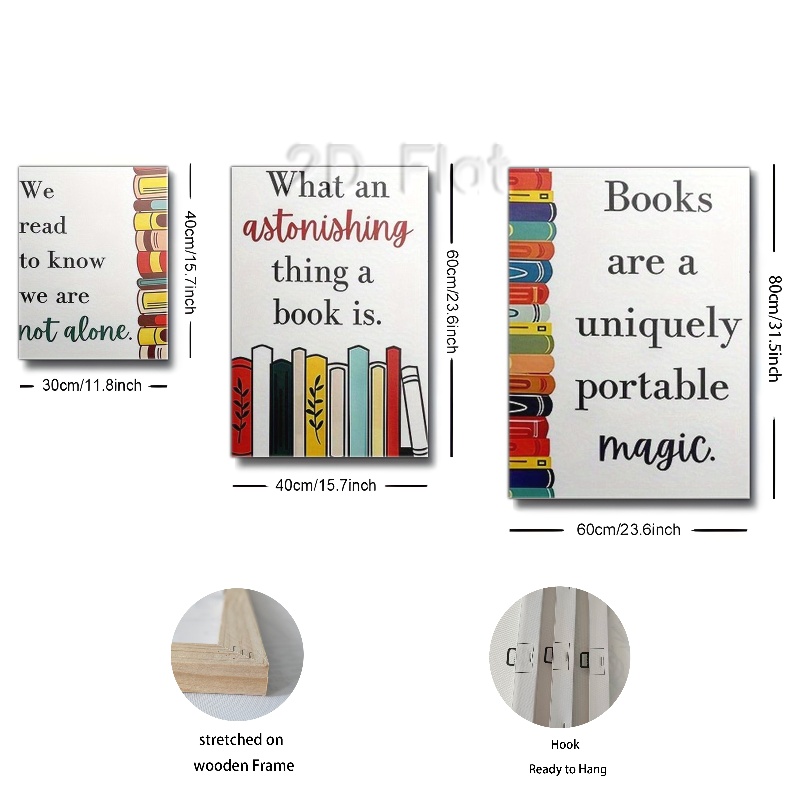 2D Flat
We
read
to know
we are
not alone.
40cm/15.7inch
30cm/11.8inch
What an
astonishing
thing a
book is.
60cm/23.6inch
40cm/15.7inch
Books
are a
uniquely
portable
magic.
80cm/31.5inch
60cm/23.6inch
stretched on
wooden Frame
Hook
Ready to Hang